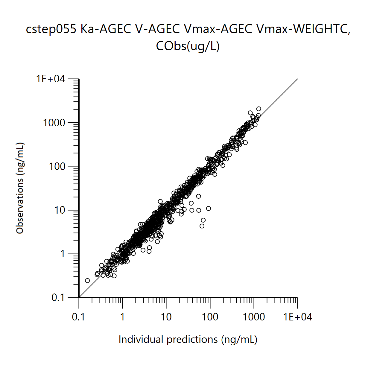 cstep055 Ka-AGEC V-AGEC Vmax-AGEC Vmax-WEIGHTC,
CObs(ug/L)
1E+04
1000
100
10
1
0.1
Observations (ng/mL)
0.1 1 10 100 1000 1E+04
Individual predictions (ng/mL)